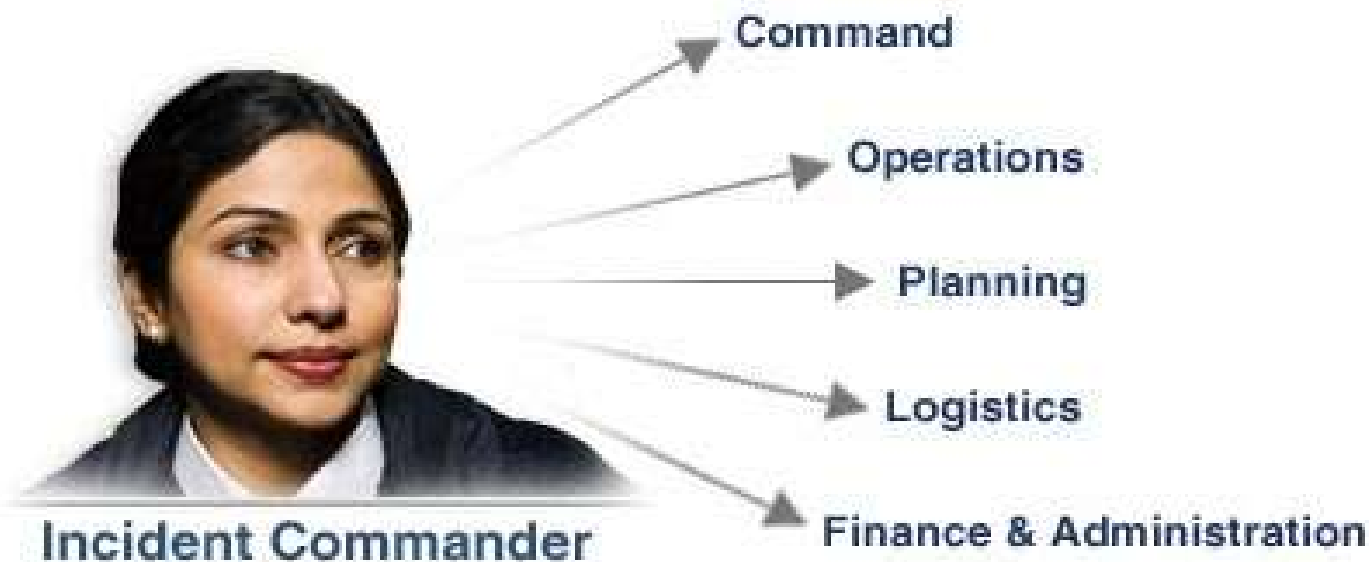 Command
Operations
Planning
Logistics
Finance & Administration
Incident Commander